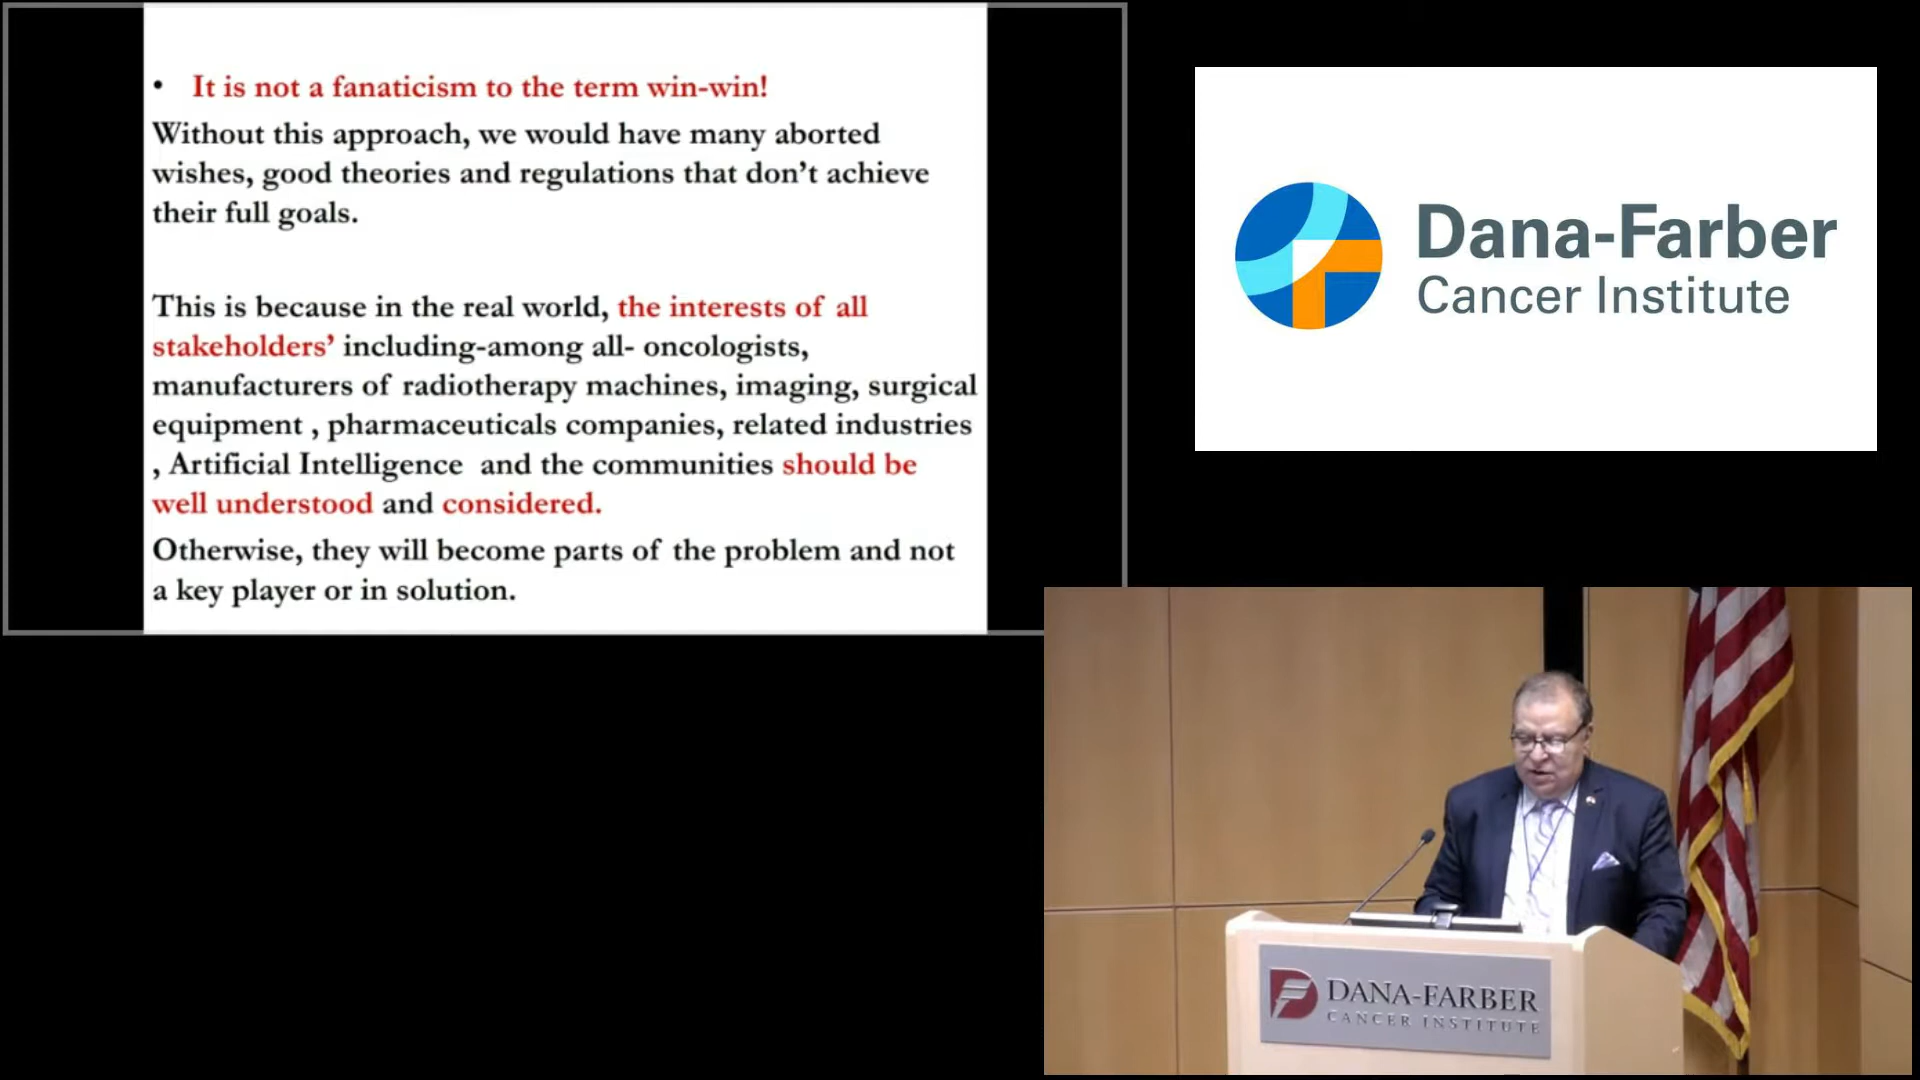 • It is not a fanaticism to the term win-win!
Without this approach, we would have many aborted
wishes, good theories and regulations that don’t achieve
their full goals.
This is because in the real world, the interests of all
stakeholders’ including-among all- oncologists,
manufacturers of radiotherapy machines, imaging, surgical
equipment , pharmaceuticals companies, related industries
, Artificial Intelligence and the communities should be
well understood and considered.
Otherwise, they will become parts of the problem and not
a key player or in solution.
Dana-Farber
Cancer Institute
DANA-FARBER
CANCER INSTITUTE